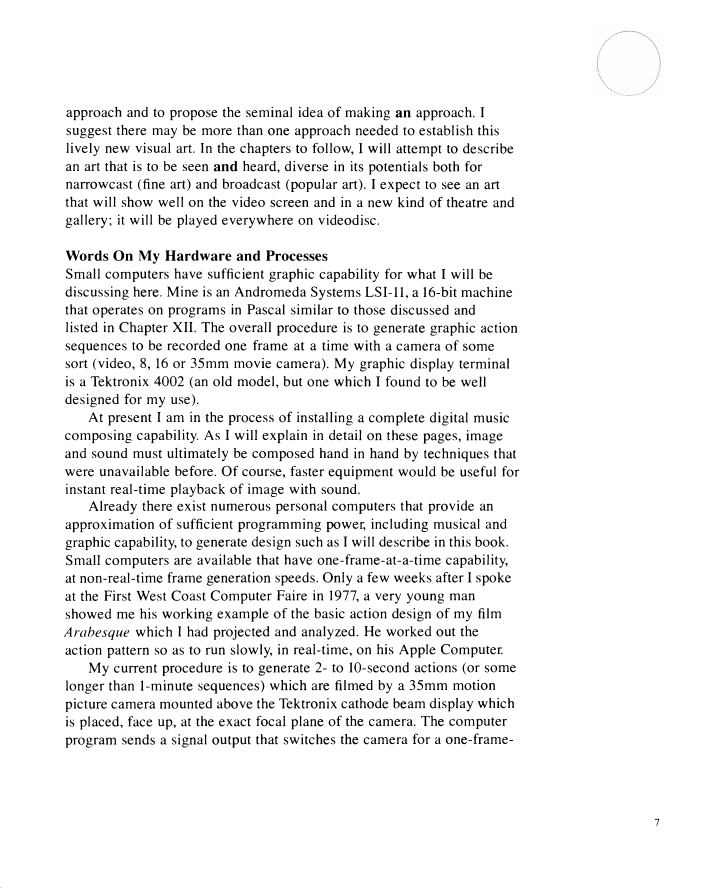 approach and to propose the seminal idea of making an approach. I
suggest there may be more than one approach needed to establish this
lively new visual art. In the chapters to follow, I will attempt to describe
an art that is to be seen and heard, diverse in its potentials both for
narrowcast (fine art) and broadcast (popular art). I expect to see an art
that will show well on the video screen and in a new kind of theatre and
gallery; it will be played everywhere on videodisc.
Words On My Hardware and Processes
Small computers have sufficient graphic capability for what I will be
discussing here. Mine is an Andromeda Systems LSI-11, a 16-bit machine
that operates on programs in Pascal similar to those discussed and
listed in Chapter XII. The overall procedure is to generate graphic action
sequences to be recorded one frame at a time with a camera of some
sort (video, 8, 16 or 35mm movie camera). My graphic display terminal
is a Tektronix 4002 (an old model, but one which I found to be well
designed for my use).
At present I am in the process of installing a complete digital music
composing capability. As I will explain in detail on these pages, image
and sound must ultimately be composed hand in hand by techniques that
were unavailable before. Of course, faster equipment would be useful for
instant real-time playback of image with sound.
Already there exist numerous personal computers that provide an
approximation of sufficient programming power, including musical and
graphic capability, to generate design such as I will describe in this book.
Small computers are available that have one-frame-at-a-time capability,
at non-real-time frame generation speeds. Only a few weeks after I spoke
at the First West Coast Computer Faire in 1977, a very young man
showed me his working example of the basic action design of my film
Arabesque which I had projected and analyzed. He worked out the
action pattern so as to run slowly, in real-time, on his Apple Computer.
My current procedure is to generate 2- to 10-second actions (or some
longer than 1-minute sequences) which are filmed by a 35mm motion
picture camera mounted above the Tektronix cathode beam display which
is placed, face up, at the exact focal plane of the camera. The computer
program sends a signal output that switches the camera for a one-frame-
7